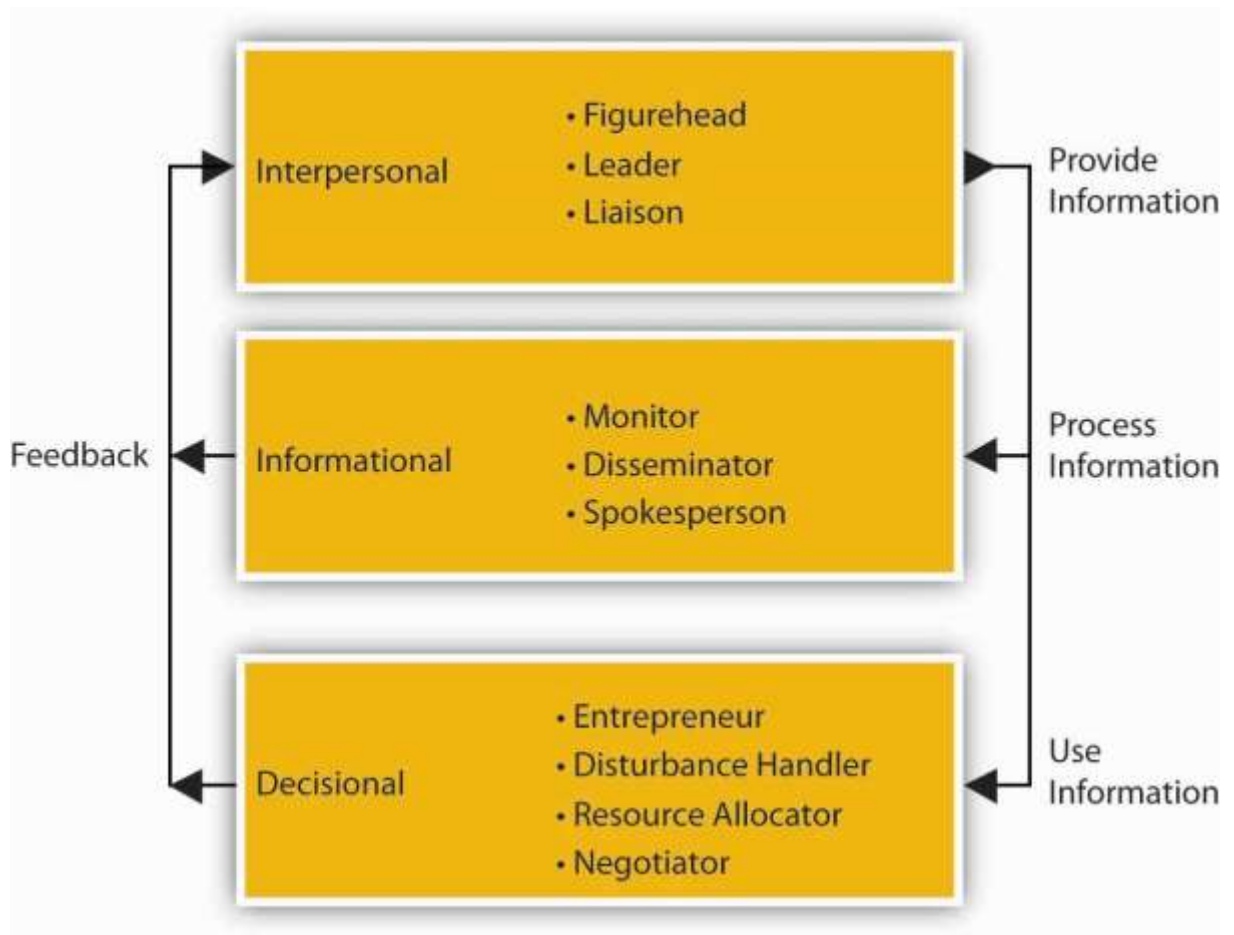 Interpersonal
• Figurehead
• Leader
• Liaison
Provide
Information
Feedback
Informational
• Monitor
• Disseminator
• Spokesperson
Process
Information
Decisional
• Entrepreneur
• Disturbance Handler
• Resource Allocator
• Negotiator
Use
Information